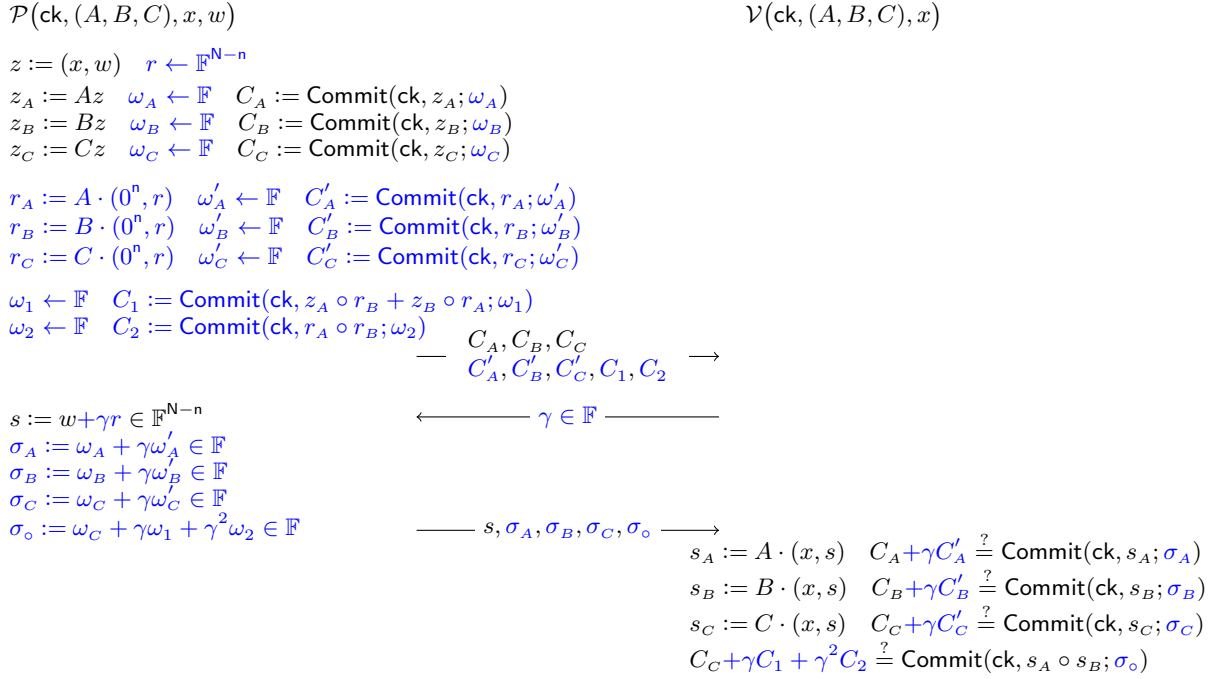 𝒫(ck, (A, B, C), x, w) 𝒱(ck, (A, B, C), x)
z := (x, w) r ← 𝔽^{N−n}
z_A := Az ω_A ← 𝔽 C_A := Commit(ck, z_A; ω_A)
z_B := Bz ω_B ← 𝔽 C_B := Commit(ck, z_B; ω_B)
z_C := Cz ω_C ← 𝔽 C_C := Commit(ck, z_C; ω_C)
r_A := A · (0^n, r) ω′_A ← 𝔽 C′_A := Commit(ck, r_A; ω′_A)
r_B := B · (0^n, r) ω′_B ← 𝔽 C′_B := Commit(ck, r_B; ω′_B)
r_C := C · (0^n, r) ω′_C ← 𝔽 C′_C := Commit(ck, r_C; ω′_C)
ω_1 ← 𝔽 C_1 := Commit(ck, z_A ∘ r_B + z_B ∘ r_A; ω_1)
ω_2 ← 𝔽 C_2 := Commit(ck, r_A ∘ r_B; ω_2)
C_A, C_B, C_C
C′_A, C′_B, C′_C, C_1, C_2
s := w+γr ∈ 𝔽^{N−n} γ ∈ 𝔽
σ_A := ω_A + γω′_A ∈ 𝔽
σ_B := ω_B + γω′_B ∈ 𝔽
σ_C := ω_C + γω′_C ∈ 𝔽
σ_∘ := ω_C + γω_1 + γ^2ω_2 ∈ 𝔽 s, σ_A, σ_B, σ_C, σ_∘
s_A := A · (x, s) C_A+γC′_A ≟ Commit(ck, s_A; σ_A)
s_B := B · (x, s) C_B+γC′_B ≟ Commit(ck, s_B; σ_B)
s_C := C · (x, s) C_C+γC′_C ≟ Commit(ck, s_C; σ_C)
C_C+γC_1 + γ^2C_2 ≟ Commit(ck, s_A ∘ s_B; σ_∘)